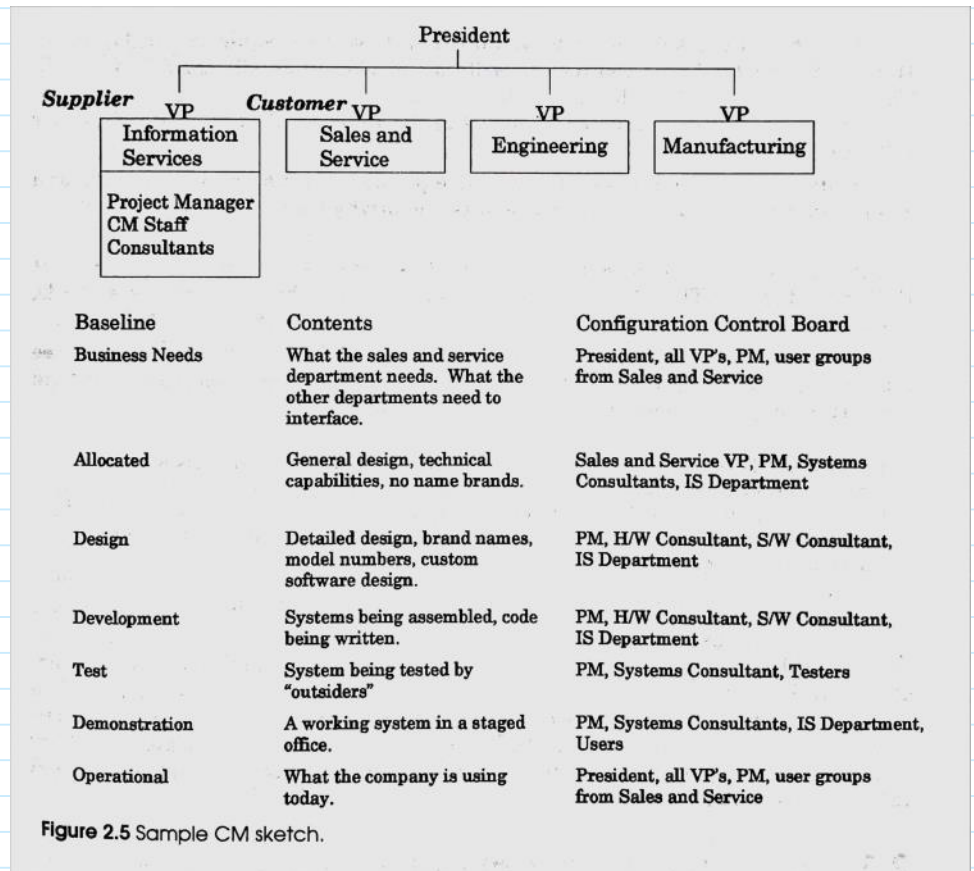 President
Supplier
VP
Customer
VP
VP
VP
Information
Services
Sales and
Service
Engineering
Manufacturing
Project Manager
CM Staff
Consultants
Baseline
Contents
Configuration Control Board
Business Needs
What the sales and service
department needs. What the
other departments need to
interface.
President, all VP's, PM, user groups
from Sales and Service
Allocated
General design, technical
capabilities, no name brands.
Sales and Service VP, PM, Systems
Consultants, IS Department
Design
Detailed design, brand names,
model numbers, custom
software design.
PM, H/W Consultant, S/W Consultant,
IS Department
Development
Systems being assembled, code
being written.
PM, H/W Consultant, S/W Consultant,
IS Department
Test
System being tested by
"outsiders"
PM, Systems Consultant, Testers
Demonstration
A working system in a staged
office.
PM, Systems Consultants, IS Department,
Users
Operational
What the company is using
today.
President, all VP's, PM, user groups
from Sales and Service
Figure 2.5 Sample CM sketch.